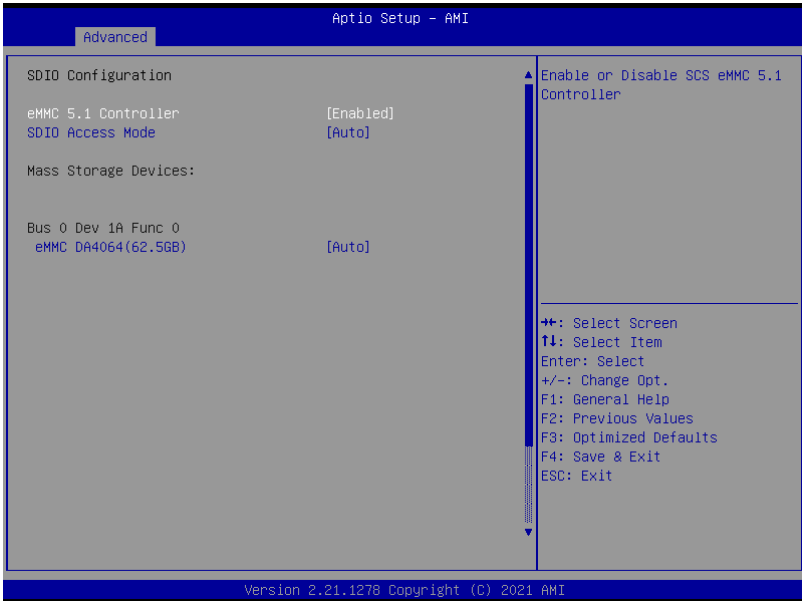 Aptio Setup – AMI
Advanced
SDIO Configuration
eMMC 5.1 Controller [Enabled]
SDIO Access Mode [Auto]
Mass Storage Devices:
Bus 0 Dev 1A Func 0
eMMC DA4064(62.5GB) [Auto]
Enable or Disable SCS eMMC 5.1
Controller
→←: Select Screen
↑↓: Select Item
Enter: Select
+/-: Change Opt.
F1: General Help
F2: Previous Values
F3: Optimized Defaults
F4: Save & Exit
ESC: Exit
Version 2.21.1278 Copyright (C) 2021 AMI